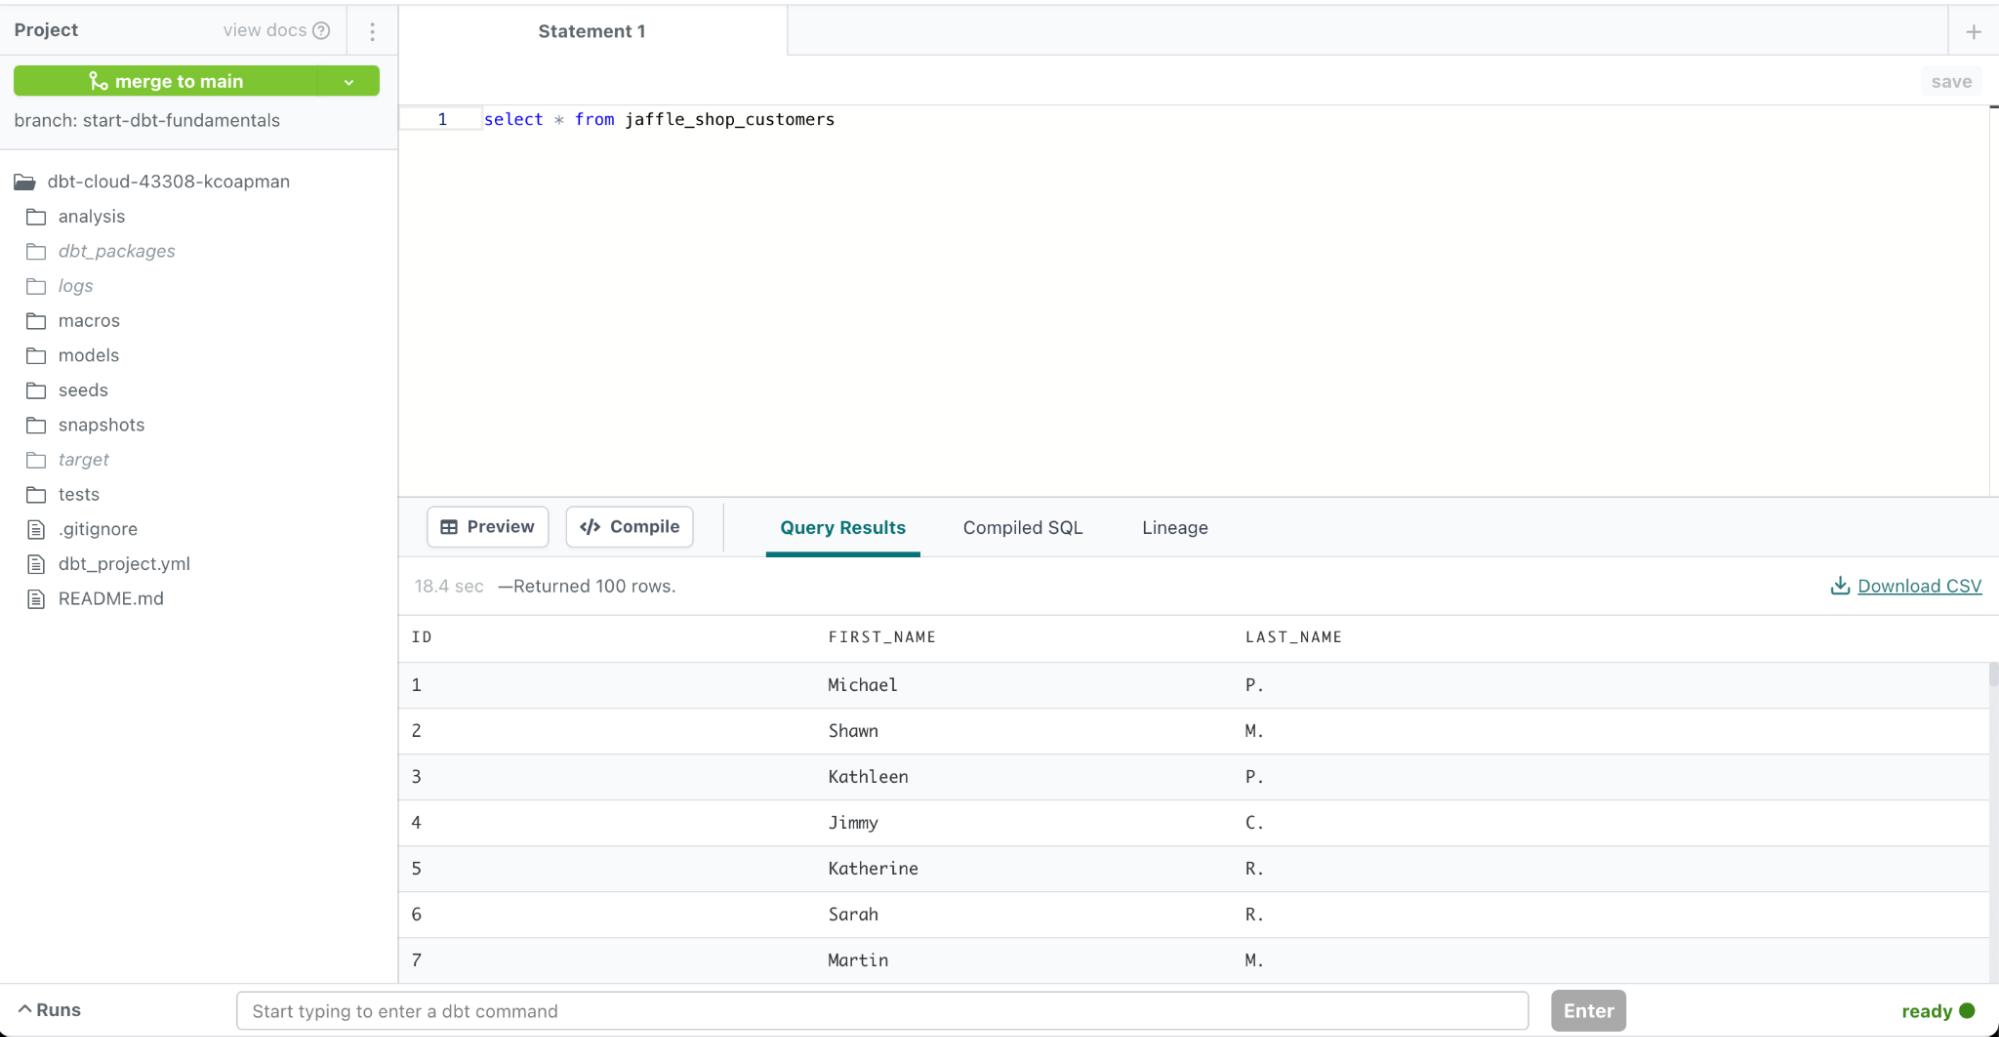 Project
view docs
merge to main
branch: start-dbt-fundamentals
dbt-cloud-43308-kcoapman
analysis
dbt_packages
logs
macros
models
seeds
snapshots
target
tests
.gitignore
dbt_project.yml
README.md
Statement 1
save
1 select * from jaffle_shop_customers
Preview </> Compile Query Results Compiled SQL Lineage
18.4 sec —Returned 100 rows. Download CSV
ID FIRST_NAME LAST_NAME
1 Michael P.
2 Shawn M.
3 Kathleen P.
4 Jimmy C.
5 Katherine R.
6 Sarah R.
7 Martin M.
Runs Start typing to enter a dbt command Enter ready